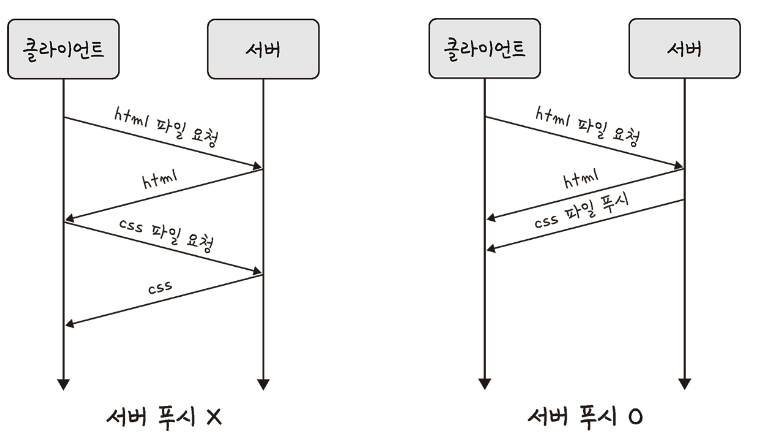 클라이언트
서버
html 파일 요청
html
css 파일 요청
css
서버 푸시 X
클라이언트
서버
html 파일 요청
html
css 파일 푸시
서버 푸시 O